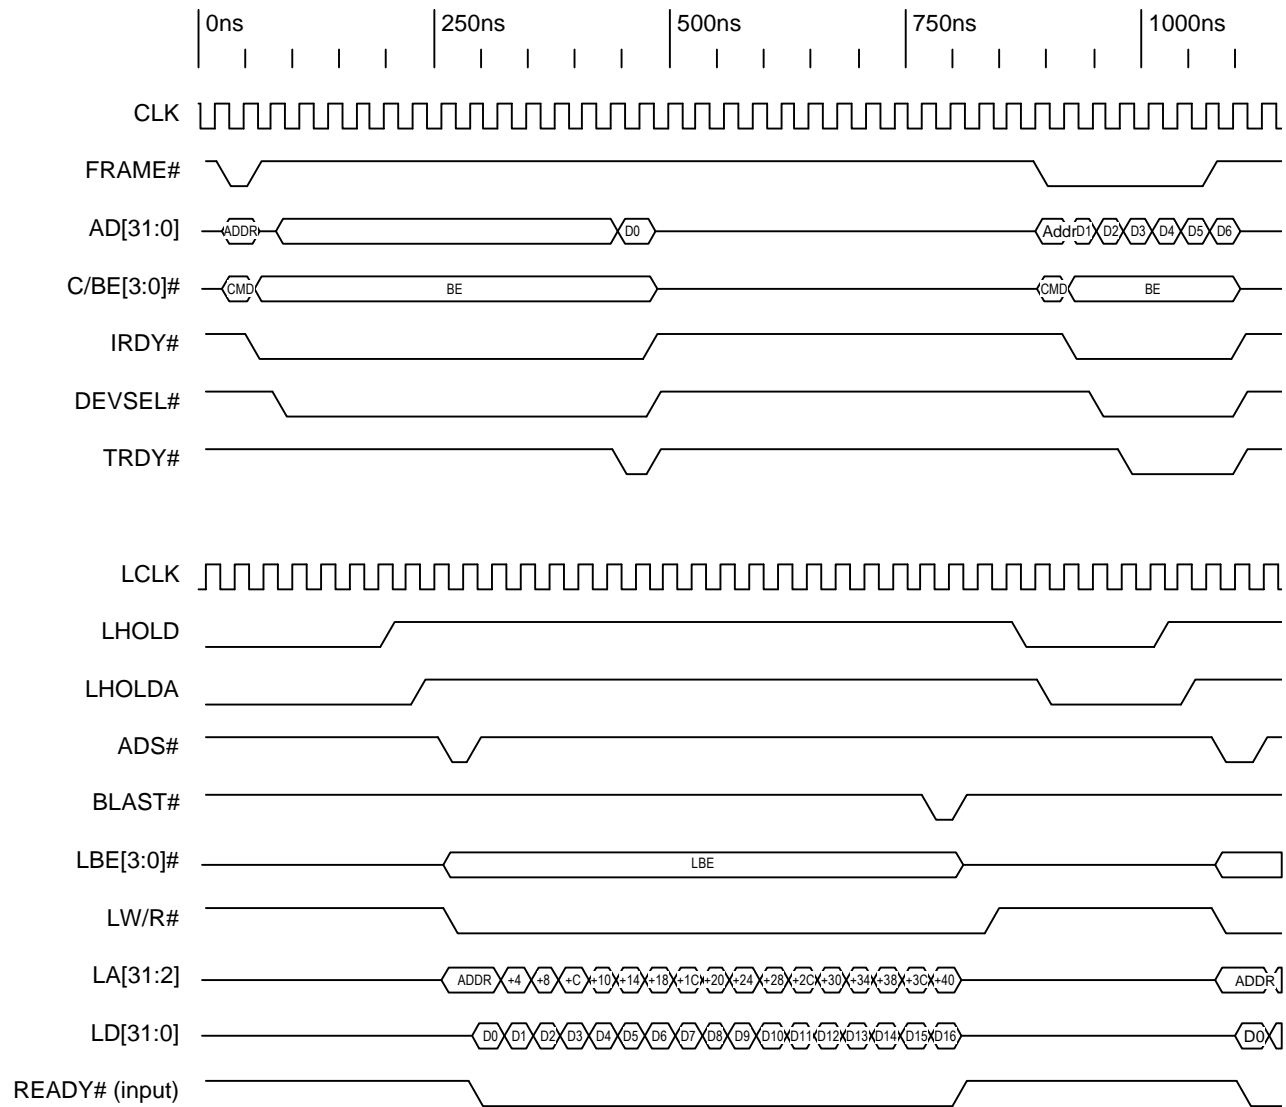 0ns 250ns 500ns 750ns 1000ns
CLK
FRAME#
AD[31:0] ADDR D0 Addr D1 D2 D3 D4 D5 D6
C/BE[3:0]# CMD BE CMD BE
IRDY#
DEVSEL#
TRDY#
LCLK
LHOLD
LHOLDA
ADS#
BLAST#
LBE[3:0]# LBE
LW/R#
LA[31:2] ADDR +4 +8 +C +10 +14 +18 +1C +20 +24 +28 +2C +30 +34 +38 +3C +40 ADDR
LD[31:0] D0 D1 D2 D3 D4 D5 D6 D7 D8 D9 D10 D11 D12 D13 D14 D15 D16 D0
READY# (input)